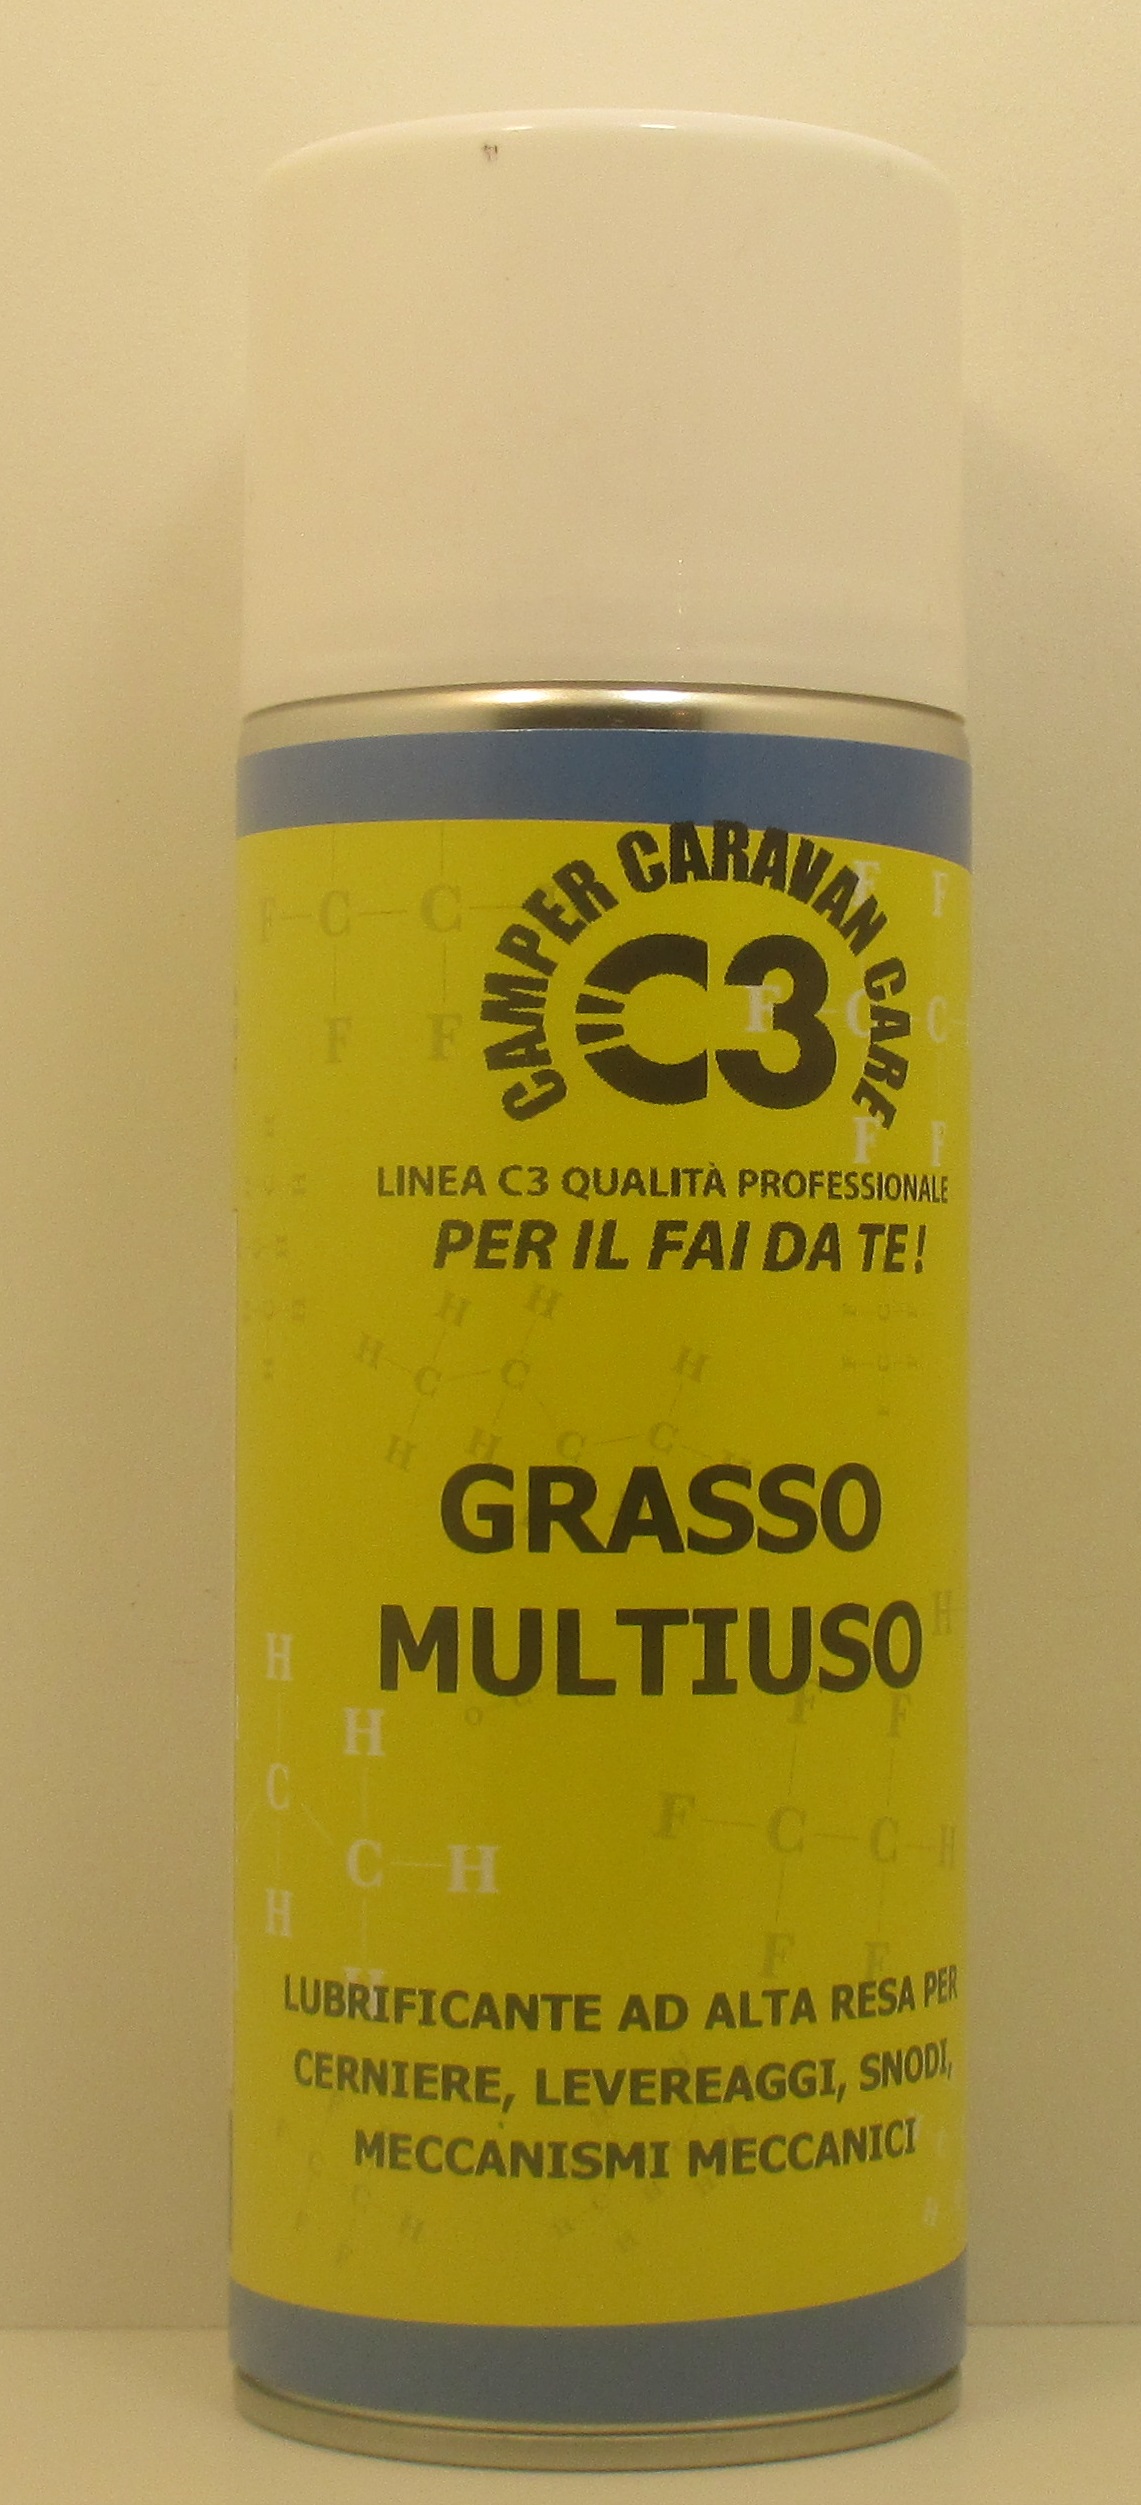 CAMPER CARAVAN CARE
C3
LINEA C3 QUALITÀ PROFESSIONALE
PER IL FAI DA TE!
GRASSO
MULTIUSO
LUBRIFICANTE AD ALTA RESA PER
CERNIERE, LEVEREAGGI, SNODI,
MECCANISMI MECCANICI